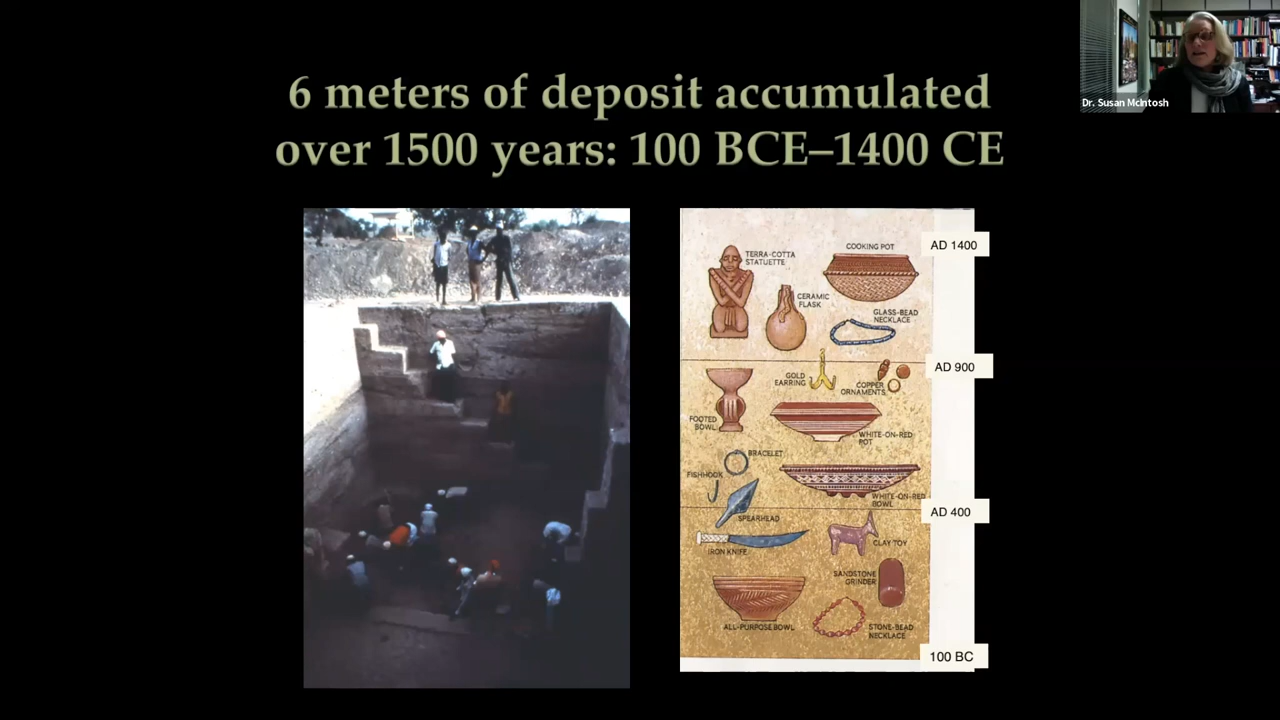 6 meters of deposit accumulated
over 1500 years: 100 BCE–1400 CE
Dr. Susan McIntosh
AD 1400
COOKING POT
TERRA-COTTA
STATUETTE
CERAMIC
FLASK
GLASS-BEAD
NECKLACE
AD 900
GOLD
EARRING
COPPER
ORNAMENTS
FOOTED
BOWL
WHITE-ON-RED
POT
BRACELET
FISHHOOK
WHITE-ON-RED
BOWL
AD 400
SPEARHEAD
CLAY TOY
IRON KNIFE
SANDSTONE
GRINDER
ALL-PURPOSE BOWL
STONE-BEAD
NECKLACE
100 BC